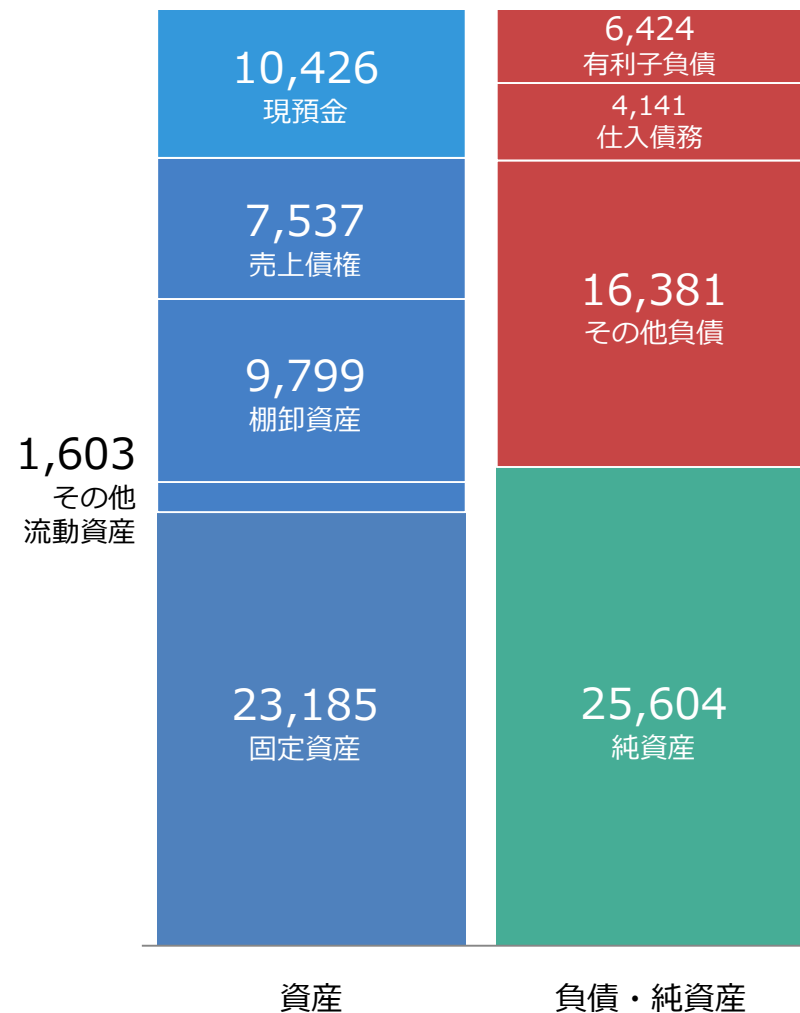 10,426
現預金
7,537
売上債権
9,799
棚卸資産
1,603
その他
流動資産
23,185
固定資産
6,424
有利子負債
4,141
仕入債務
16,381
その他負債
25,604
純資産
資産
負債・純資産